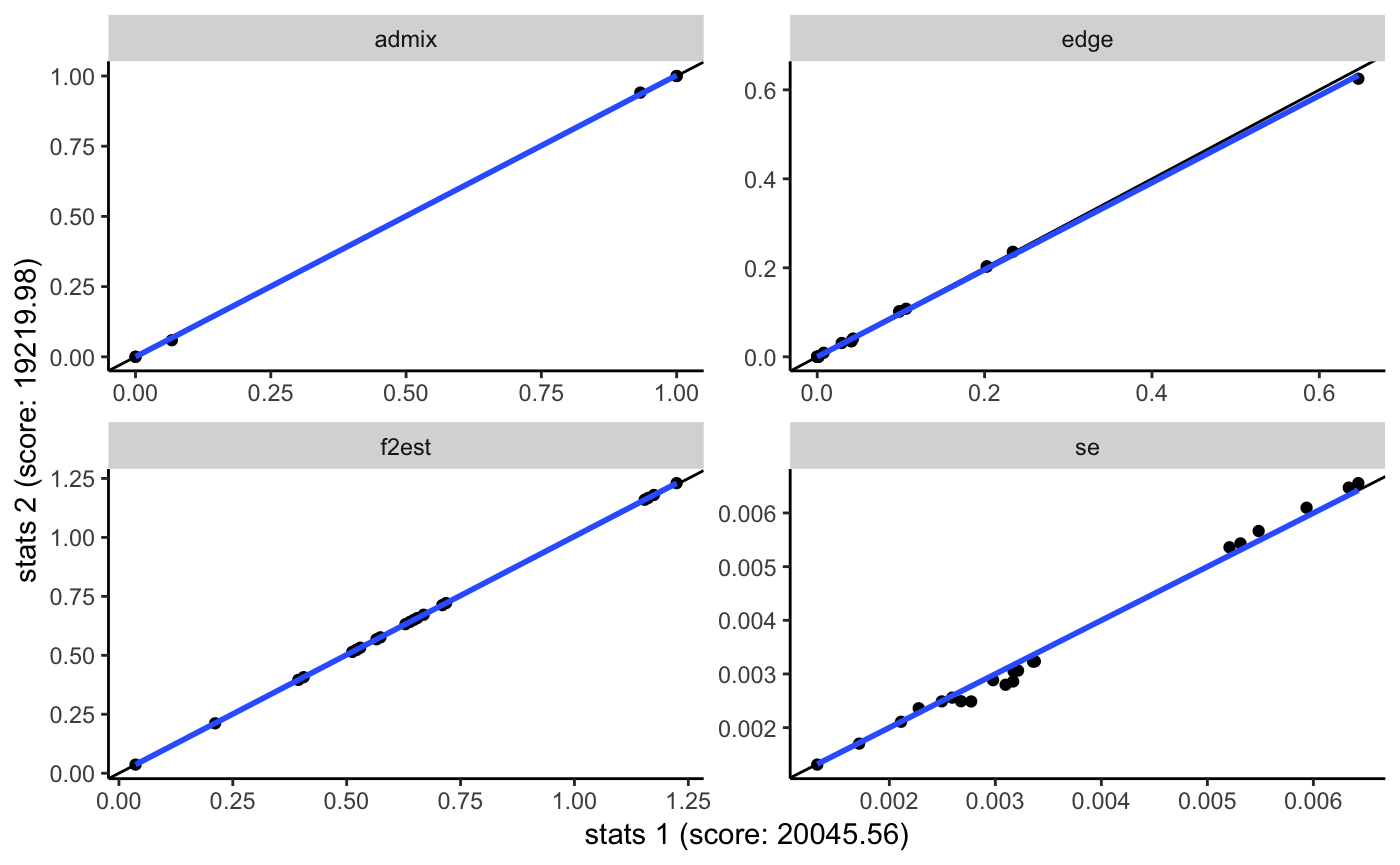 admix
edge
1.00
0.75
0.50
0.25
0.00
0.00 0.25 0.50 0.75 1.00
0.6
0.4
0.2
0.0
0.0 0.2 0.4 0.6
f2est
se
1.25
1.00
0.75
0.50
0.25
0.00
0.00 0.25 0.50 0.75 1.00 1.25
0.006
0.005
0.004
0.003
0.002
0.002 0.003 0.004 0.005 0.006
stats 2 (score: 19219.98)
stats 1 (score: 20045.56)